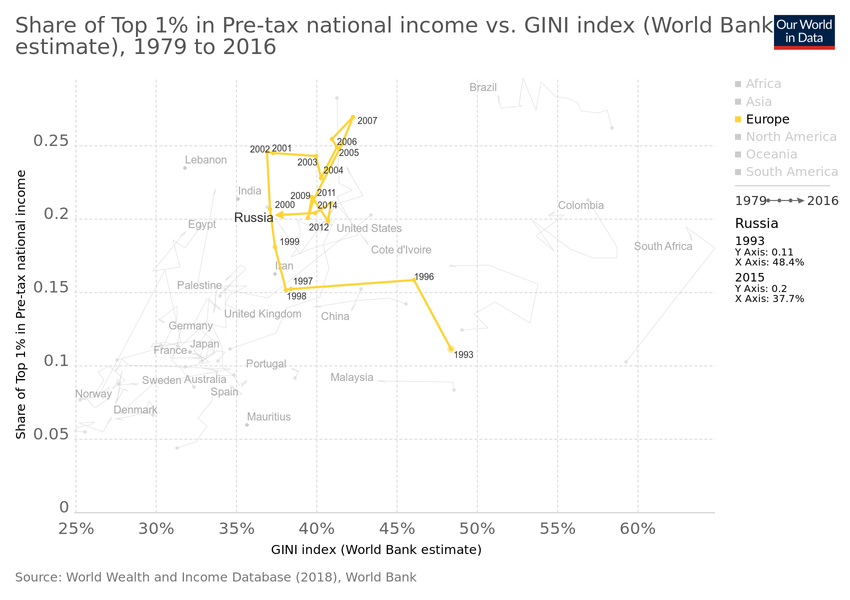 Share of Top 1% in Pre-tax national income vs. GINI index (World Bank
estimate), 1979 to 2016
Our World
in Data
Brazil
Africa
Asia
Europe
North America
Oceania
South America
1979 2016
Russia
1993
Y Axis: 0.11
X Axis: 48.4%
2015
Y Axis: 0.2
X Axis: 37.7%
Share of Top 1% in Pre-tax national income
0.25
0.2
0.15
0.1
0.05
0
2007
2006
2005
2002
2001
2003
2004
Lebanon
India
2009
2011
2000
2014
Russia
2012
Colombia
Egypt
United States
1999
Cote d'Ivoire
South Africa
Iran
1996
Palestine
1997
1998
United Kingdom
China
Germany
Japan
France
1993
Portugal
Sweden
Australia
Malaysia
Norway
Spain
Denmark
Mauritius
25%
30%
35%
40%
45%
50%
55%
60%
GINI index (World Bank estimate)
Source: World Wealth and Income Database (2018), World Bank